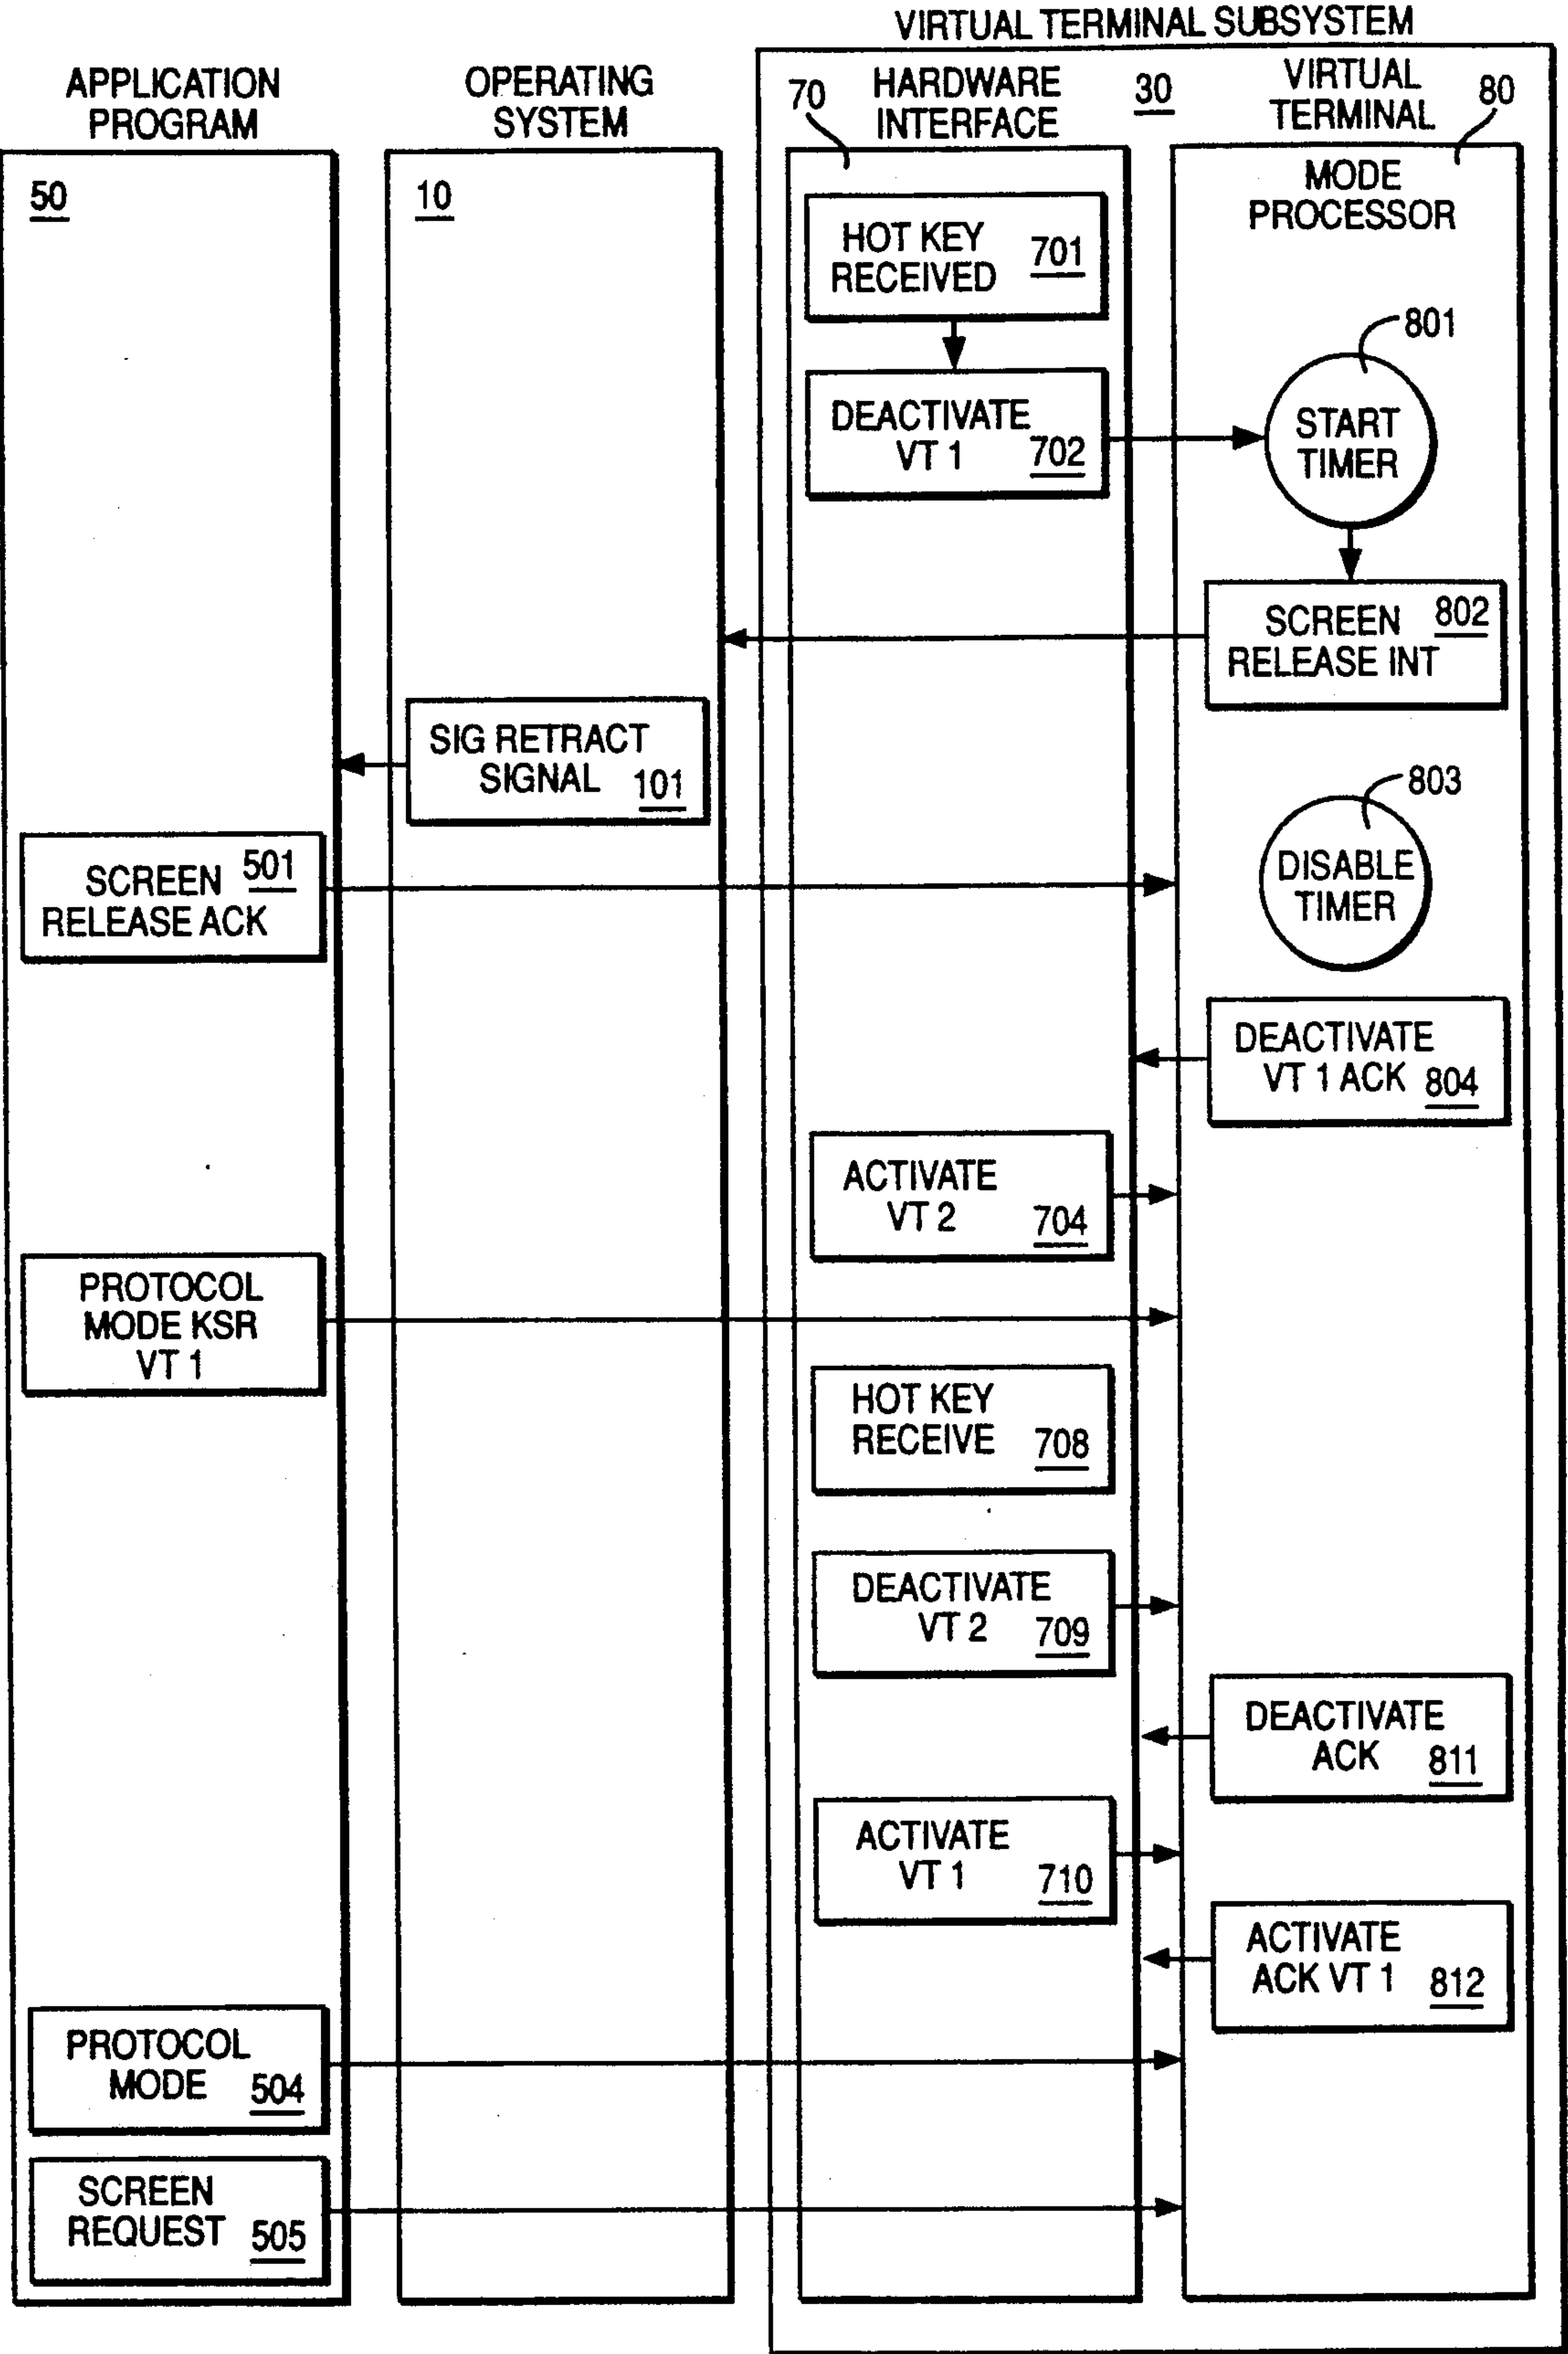 VIRTUAL TERMINAL SUBSYSTEM
APPLICATION
PROGRAM
OPERATING
SYSTEM
70
HARDWARE
INTERFACE
30
VIRTUAL
TERMINAL
80
50
10
MODE
PROCESSOR
HOT KEY
RECEIVED 701
801
DEACTIVATE
VT 1 702
START
TIMER
SCREEN 802
RELEASE INT
SIG RETRACT
SIGNAL 101
803
SCREEN 501
RELEASE ACK
DISABLE
TIMER
DEACTIVATE
VT 1 ACK 804
ACTIVATE
VT 2 704
PROTOCOL
MODE KSR
VT 1
HOT KEY
RECEIVE 708
DEACTIVATE
VT 2 709
DEACTIVATE
ACK 811
ACTIVATE
VT 1 710
ACTIVATE
ACK VT 1 812
PROTOCOL
MODE 504
SCREEN
REQUEST 505